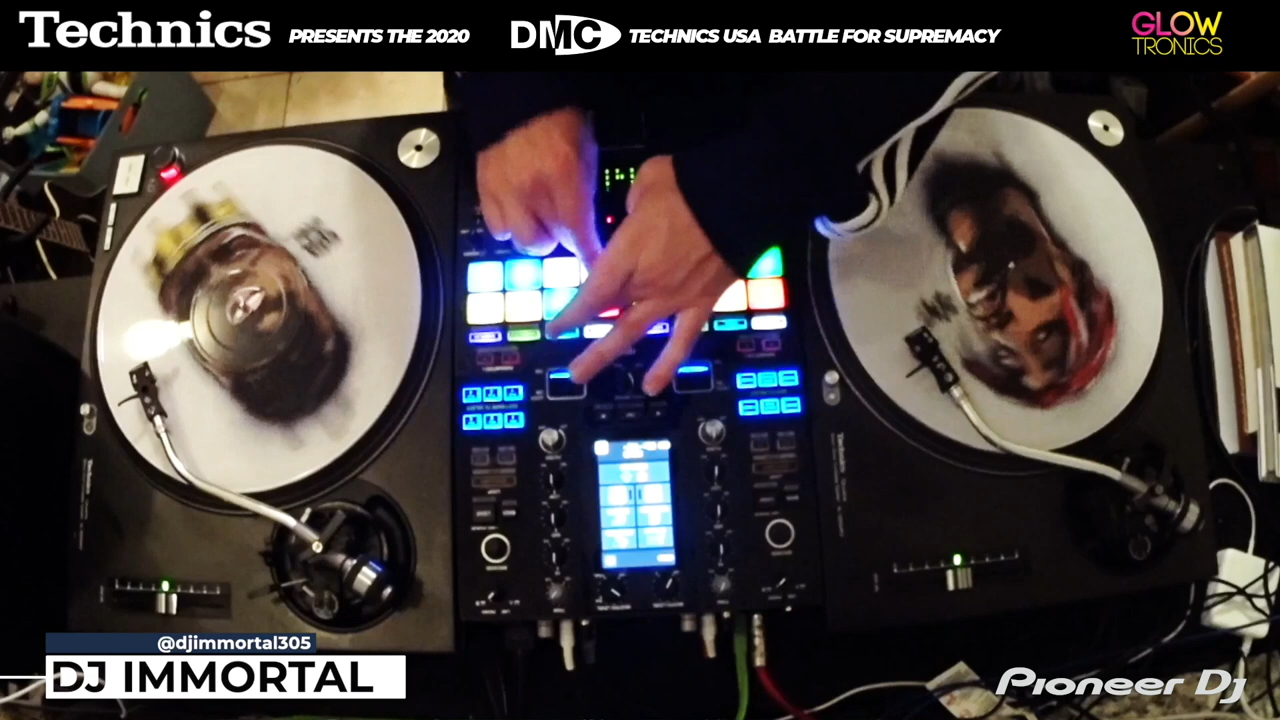 Technics PRESENTS THE 2020 DMC TECHNICS USA BATTLE FOR SUPREMACY GLOW
TRONICS
@djimmortal305
DJ IMMORTAL
Pioneer Dj